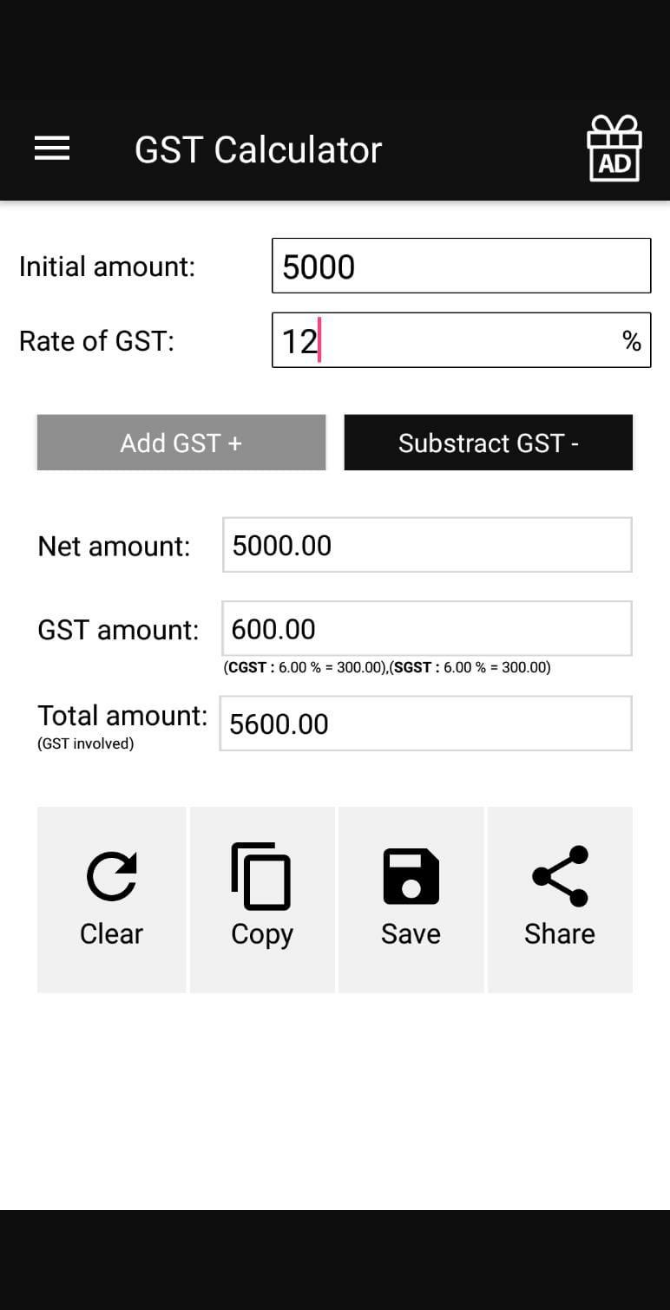 GST Calculator
AD
Initial amount: 5000
Rate of GST: 12 %
Add GST + Substract GST -
Net amount: 5000.00
GST amount: 600.00
(CGST : 6.00 % = 300.00),(SGST : 6.00 % = 300.00)
Total amount: 5600.00
(GST involved)
Clear Copy Save Share